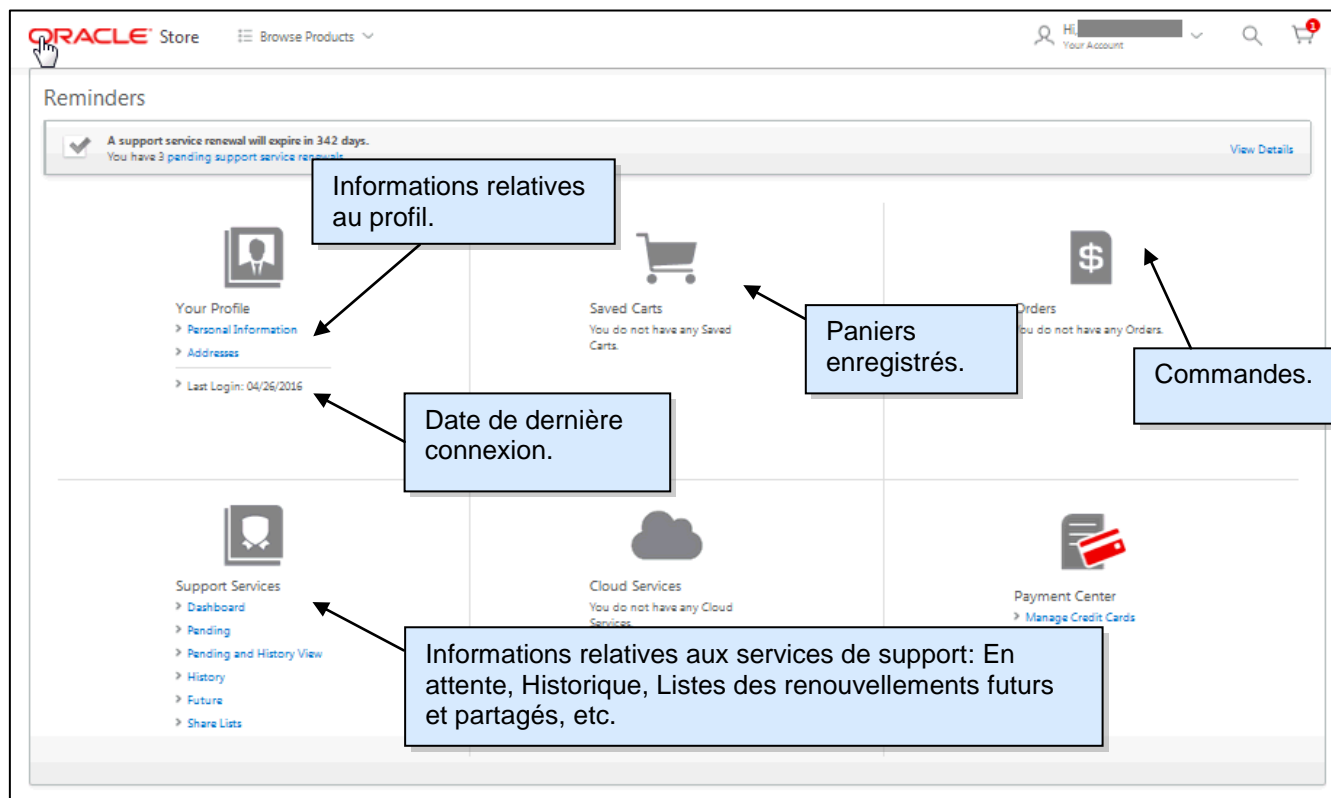 ORACLE Store
Browse Products
Hi,
Your Account
1
Reminders
A support service renewal will expire in 342 days.
You have 3 pending support service renewals
View Details
Informations relatives
au profil.
Your Profile
Personal Information
Addresses
Last Login: 04/26/2016
Saved Carts
You do not have any Saved
Carts.
Paniers
enregistrés.
Orders
You do not have any Orders.
Commandes.
Date de dernière
connexion.
Support Services
Dashboard
Pending
Pending and History View
History
Future
Share Lists
Cloud Services
You do not have any Cloud
Services.
Payment Center
Manage Credit Cards
Informations relatives aux services de support: En
attente, Historique, Listes des renouvellements futurs
et partagés, etc.